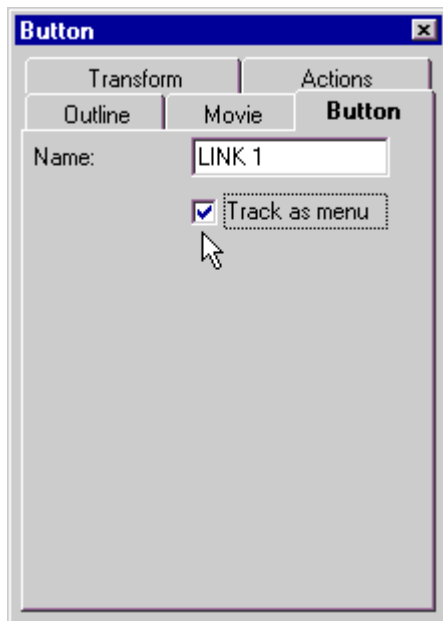 Button
Transform Actions
Outline Movie Button
Name: LINK 1
Track as menu